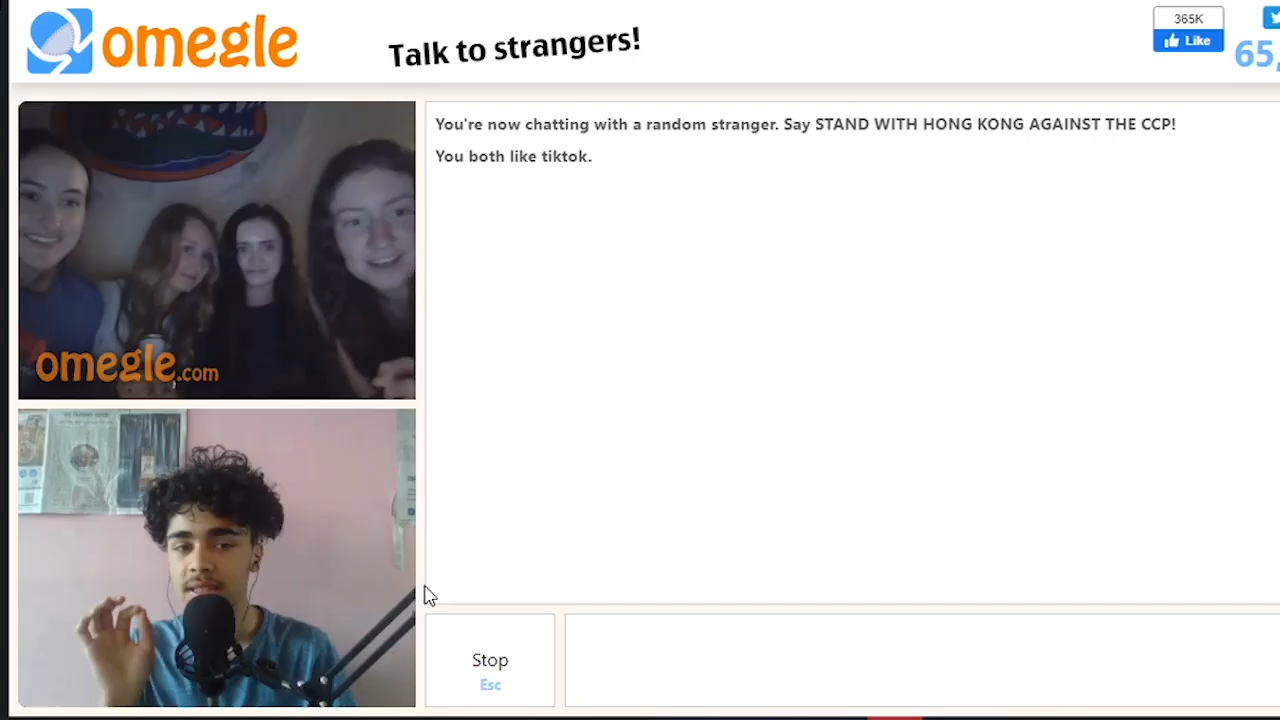 omegle
Talk to strangers!
365K
Like
65,
You're now chatting with a random stranger. Say STAND WITH HONG KONG AGAINST THE CCP!
You both like tiktok.
omegle.com
Stop
Esc